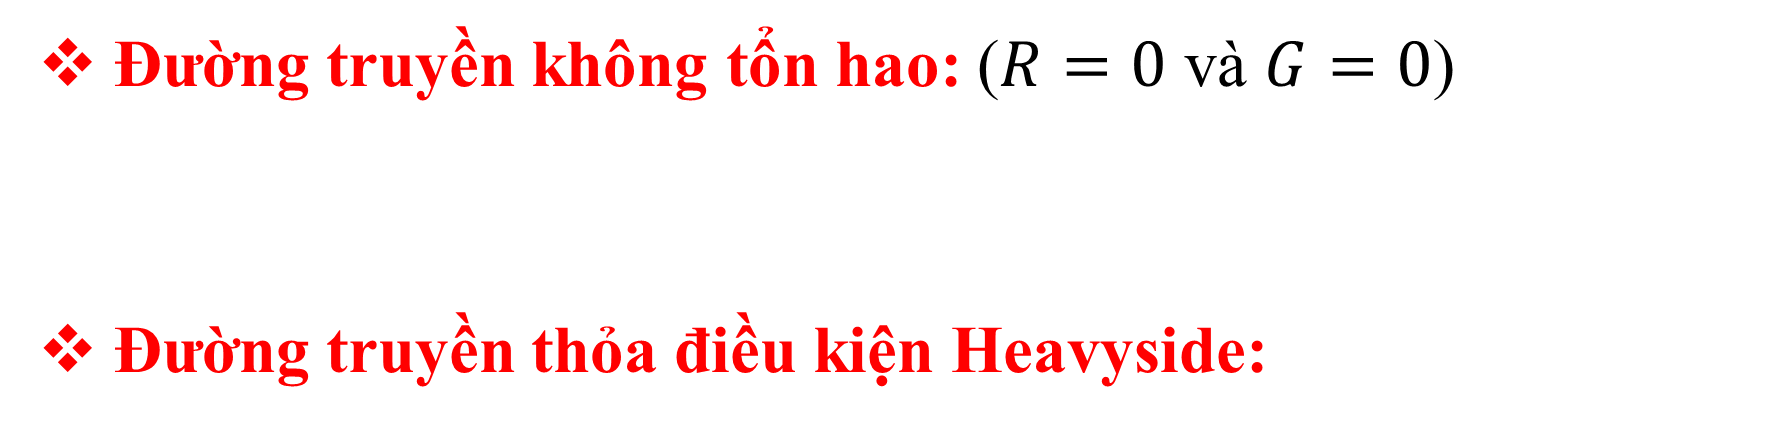 ❖ Đường truyền không tổn hao: (R = 0 và G = 0)
❖ Đường truyền thỏa điều kiện Heavyside: